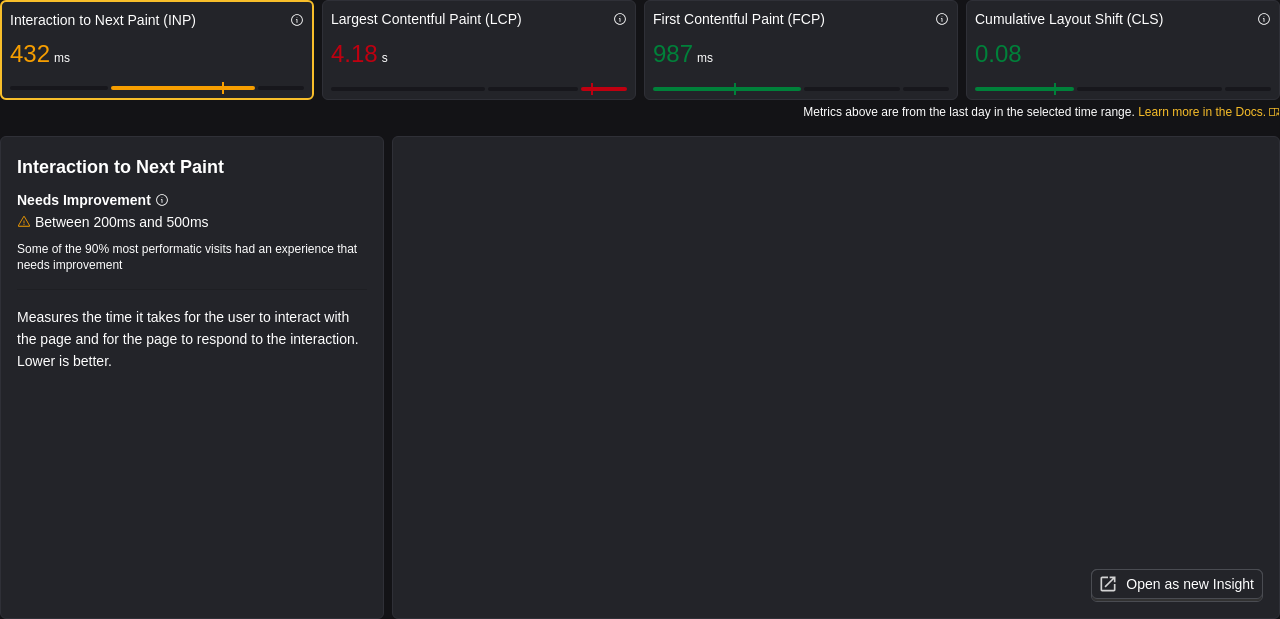 Interaction to Next Paint (INP)
432 ms
Largest Contentful Paint (LCP)
4.18 s
First Contentful Paint (FCP)
987 ms
Cumulative Layout Shift (CLS)
0.08
Metrics above are from the last day in the selected time range. Learn more in the Docs.
Interaction to Next Paint
Needs Improvement
Between 200ms and 500ms
Some of the 90% most performatic visits had an experience that
needs improvement
Measures the time it takes for the user to interact with
the page and for the page to respond to the interaction.
Lower is better.
Open as new Insight